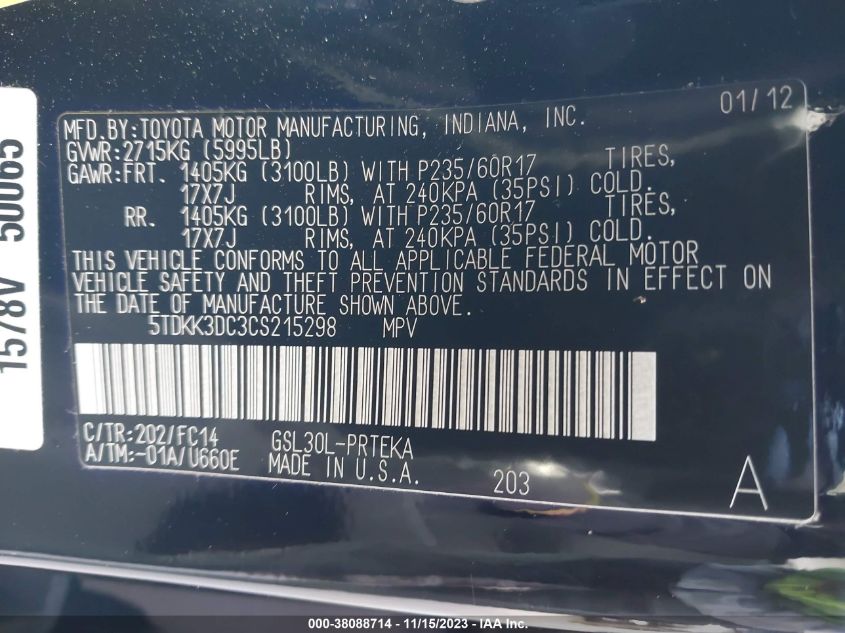 1578V 50065
01/12
MFD.BY:TOYOTA MOTOR MANUFACTURING, INDIANA, INC.
GVWR:2715KG (5995LB)
GAWR:FRT. 1405KG (3100LB) WITH P235/60R17 TIRES,
17X7J RIMS, AT 240KPA (35PSI) COLD.
RR. 1405KG (3100LB) WITH P235/60R17 TIRES,
17X7J RIMS, AT 240KPA (35PSI) COLD.
THIS VEHICLE CONFORMS TO ALL APPLICABLE FEDERAL MOTOR
VEHICLE SAFETY AND THEFT PREVENTION STANDARDS IN EFFECT ON
THE DATE OF MANUFACTURE SHOWN ABOVE.
5TDKK3DC3CS215298 MPV
C/TR:202/FC14 GSL30L-PRTEKA
A/TM:-01A/U660E MADE IN U.S.A.
203
A
000-38088714 - 11/15/2023 - IAA Inc.